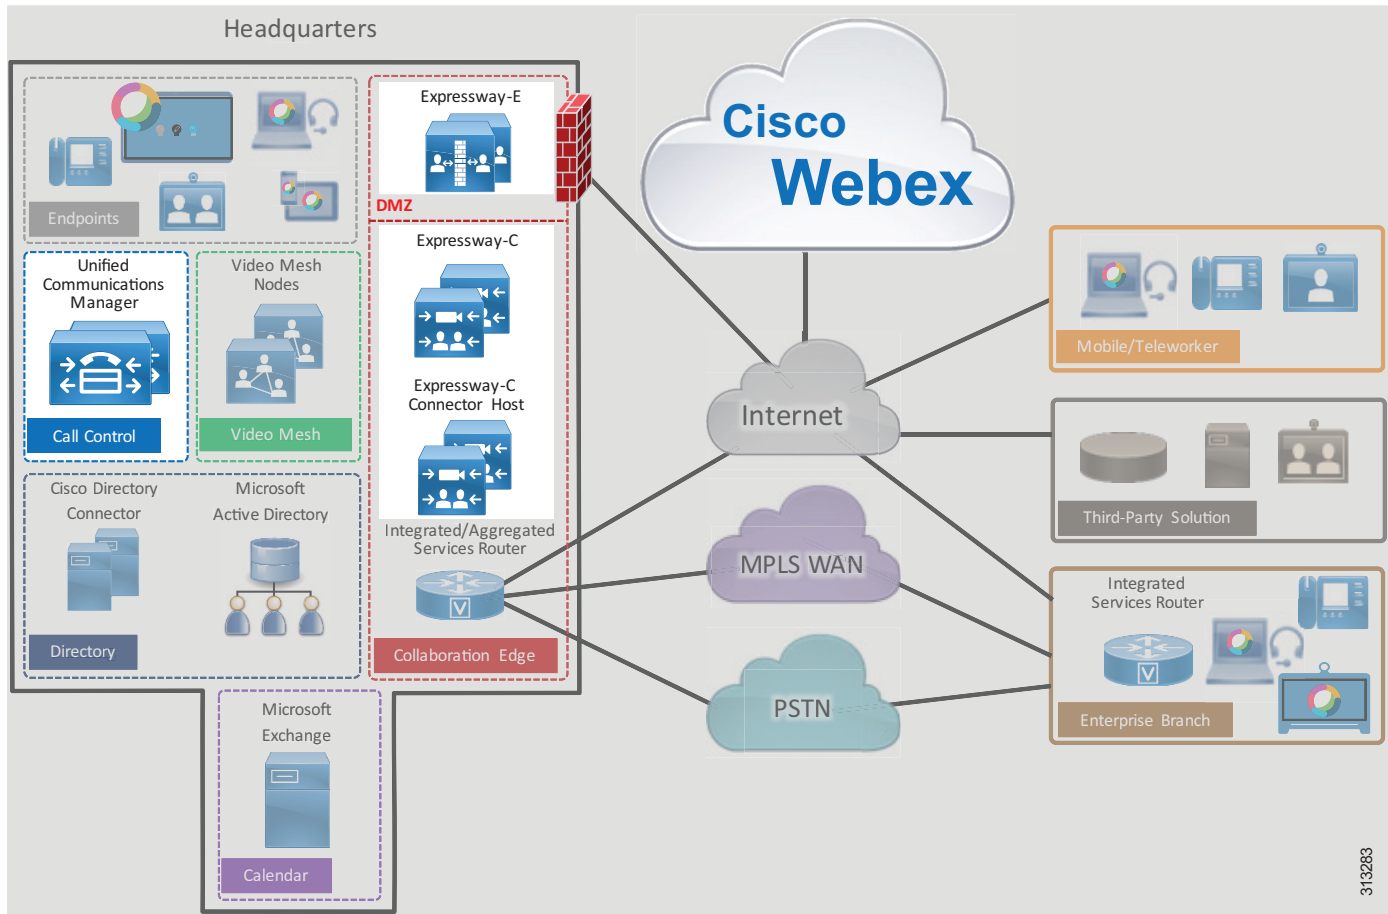 Headquarters
Endpoints
Expressway-E
DMZ
Cisco
Webex
Unified
Communications
Manager
Call Control
Video Mesh
Nodes
Video Mesh
Expressway-C
Expressway-C
Connector Host
Integrated/Aggregated
Services Router
V
Collaboration Edge
Cisco Directory
Connector
Microsoft
Active Directory
Directory
Microsoft
Exchange
Calendar
Internet
MPLS WAN
PSTN
Mobile/Teleworker
Third-Party Solution
Integrated
Services Router
V
Enterprise Branch
313283